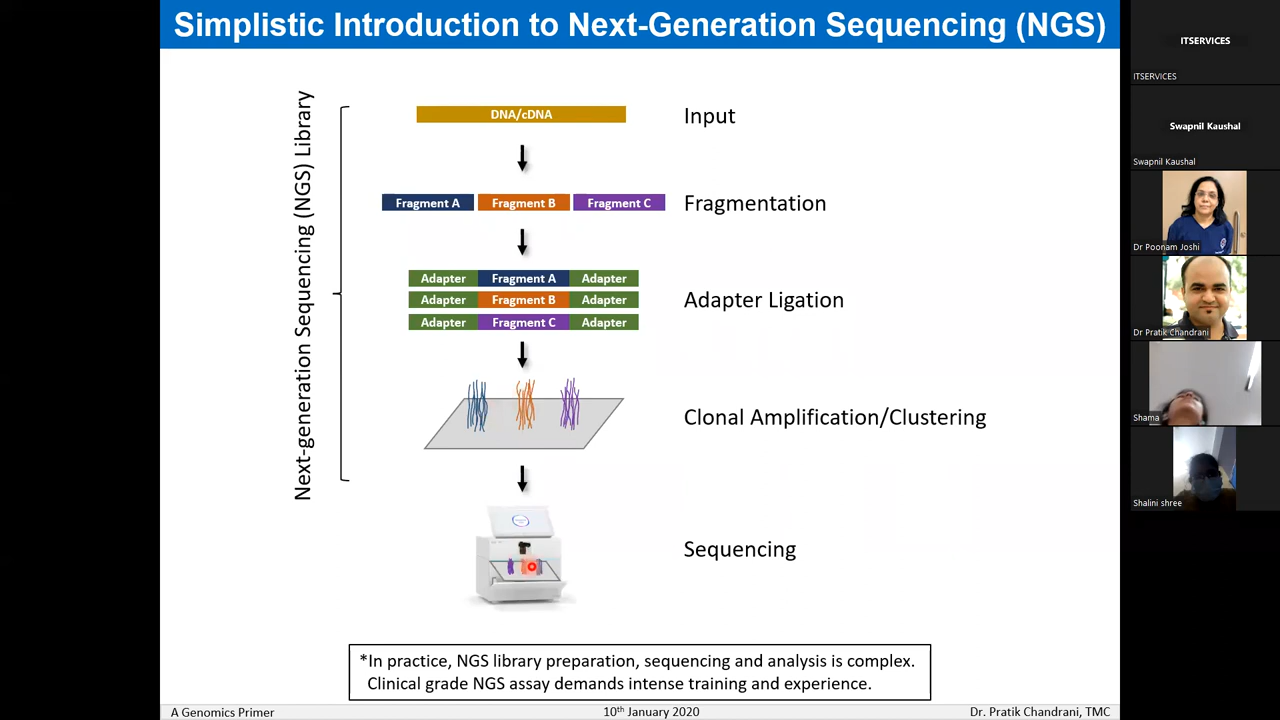 Simplistic Introduction to Next-Generation Sequencing (NGS)
Next-generation Sequencing (NGS) Library
DNA/cDNA
Input
Fragment A
Fragment B
Fragment C
Fragmentation
Adapter Fragment A Adapter
Adapter Fragment B Adapter
Adapter Fragment C Adapter
Adapter Ligation
Clonal Amplification/Clustering
Sequencing
*In practice, NGS library preparation, sequencing and analysis is complex.
Clinical grade NGS assay demands intense training and experience.
A Genomics Primer
10th January 2020
Dr. Pratik Chandrani, TMC
ITSERVICES
ITSERVICES
Swapnil Kaushal
Swapnil Kaushal
Dr Poonam Joshi
Dr Pratik Chandrani
Shama
Shalini shree